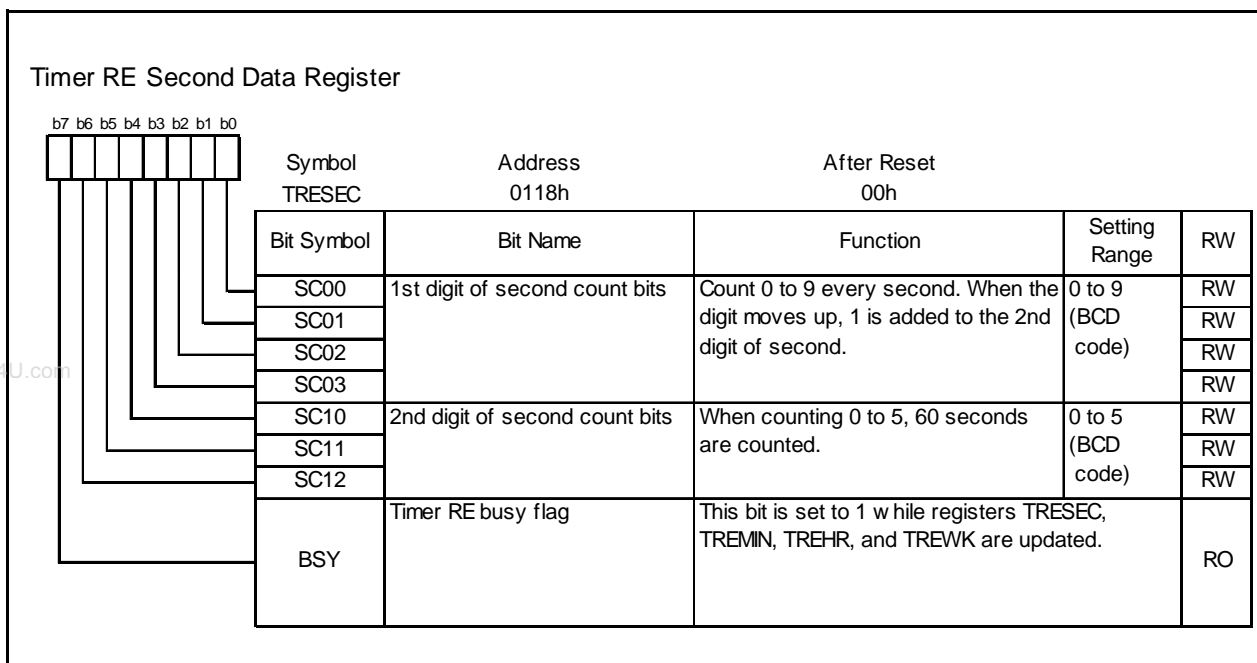 Timer RE Second Data Register
b7 b6 b5 b4 b3 b2 b1 b0
Symbol Address After Reset
TRESEC 0118h 00h
Bit Symbol Bit Name Function Setting Range RW
SC00 1st digit of second count bits Count 0 to 9 every second. When the 0 to 9 RW
SC01 digit moves up, 1 is added to the 2nd (BCD RW
SC02 digit of second. code) RW
SC03 RW
SC10 2nd digit of second count bits When counting 0 to 5, 60 seconds 0 to 5 RW
SC11 are counted. (BCD RW
SC12 code) RW
BSY Timer RE busy flag This bit is set to 1 w hile registers TRESEC, RO
TREMIN, TREHR, and TREWK are updated.
4U.com